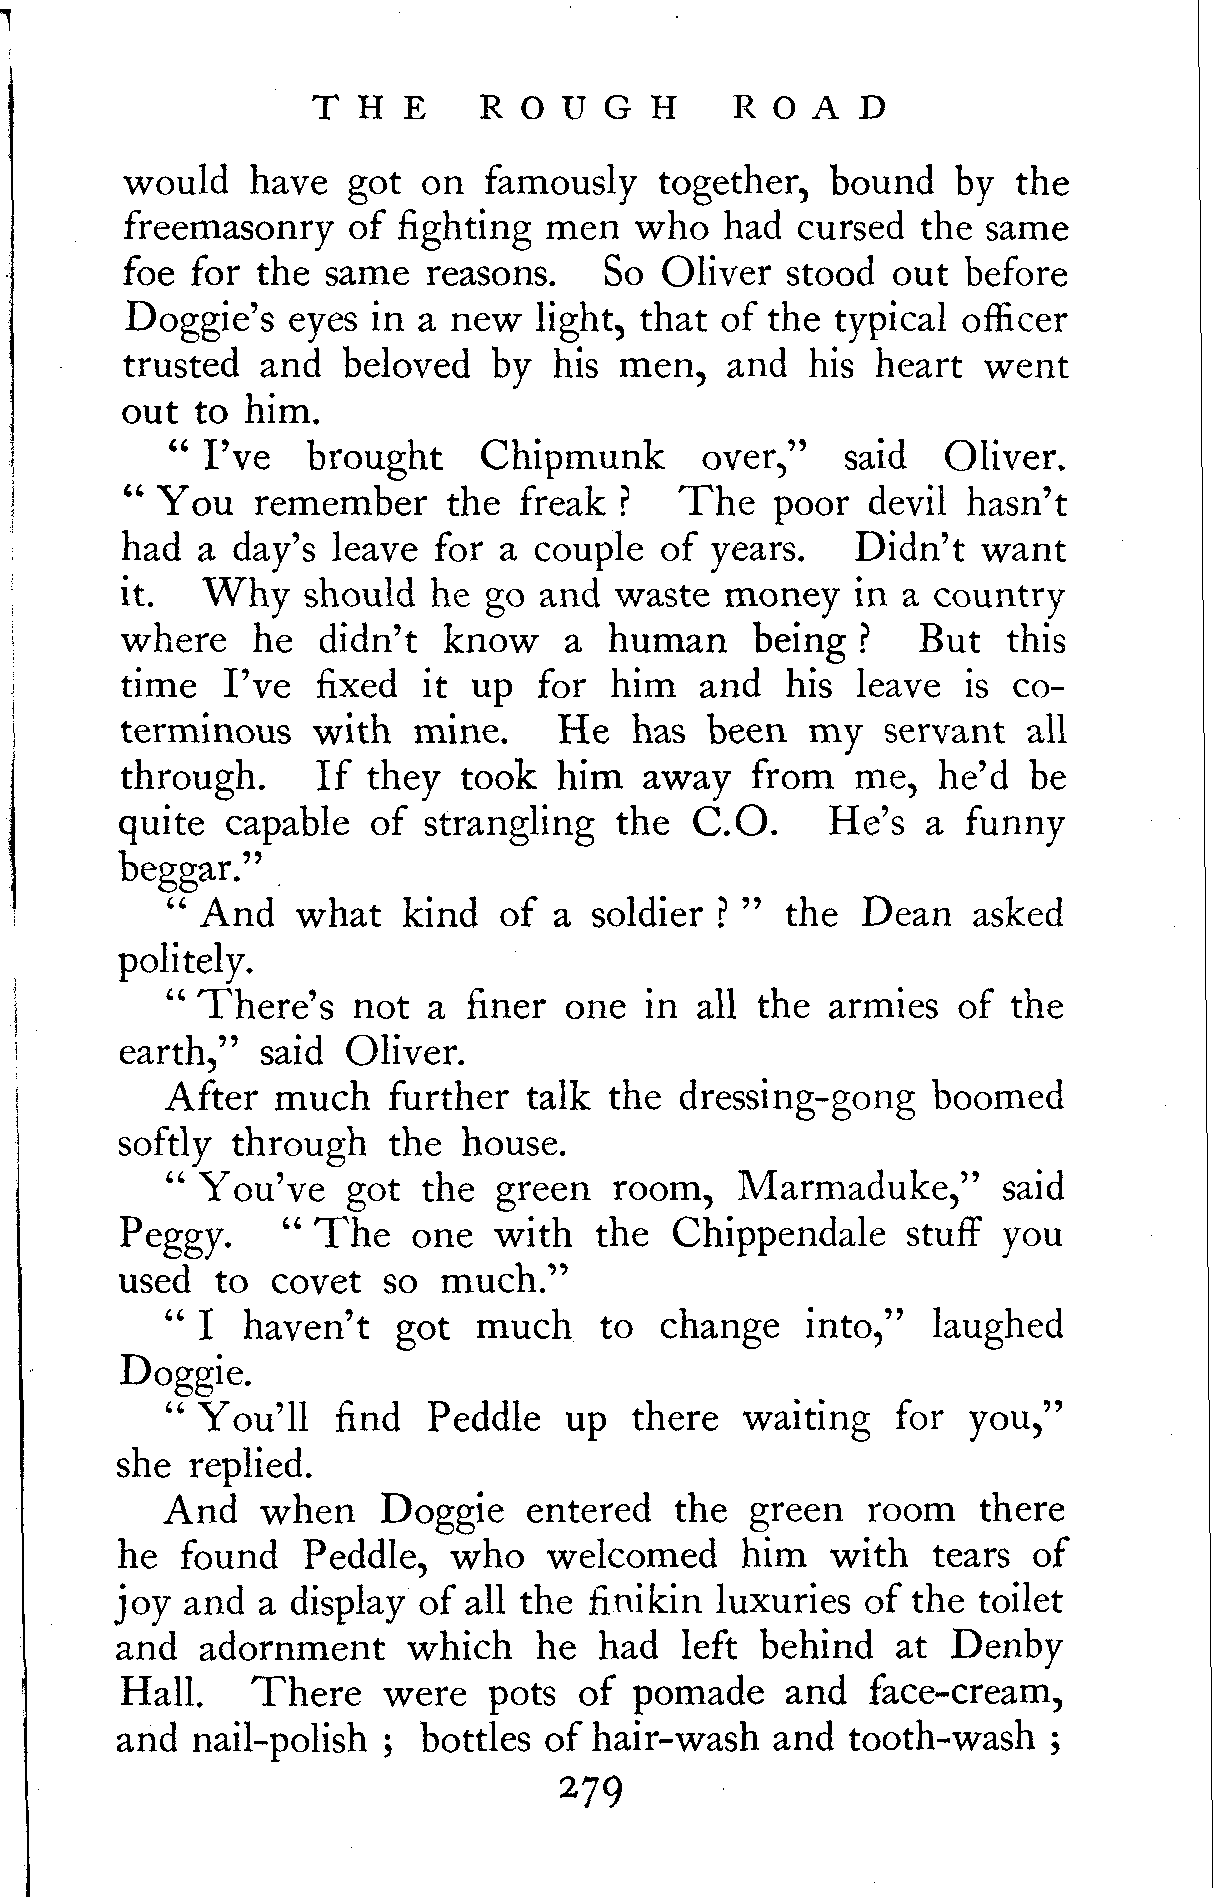 THE ROUGH ROAD
would have got on famously together, bound by the
freemasonry of fighting men who had cursed the same
foe for the same reasons. So Oliver stood out before
Doggie's eyes in a new light, that of the typical officer
trusted and beloved by his men, and his heart went
out to him.
“ I've brought Chipmunk over,” said Oliver.
“ You remember the freak ? The poor devil hasn't
had a day's leave for a couple of years. Didn't want
it. Why should he go and waste money in a country
where he didn't know a human being ? But this
time I've fixed it up for him and his leave is co-
terminous with mine. He has been my servant all
through. If they took him away from me, he'd be
quite capable of strangling the C.O. He's a funny
beggar.”
“ And what kind of a soldier ? ” the Dean asked
politely.
“ There's not a finer one in all the armies of the
earth,” said Oliver.
After much further talk the dressing-gong boomed
softly through the house.
“ You've got the green room, Marmaduke,” said
Peggy. “ The one with the Chippendale stuff you
used to covet so much.”
“ I haven't got much to change into,” laughed
Doggie.
“ You'll find Peddle up there waiting for you,”
she replied.
And when Doggie entered the green room there
he found Peddle, who welcomed him with tears of
joy and a display of all the finikin luxuries of the toilet
and adornment which he had left behind at Denby
Hall. There were pots of pomade and face-cream,
and nail-polish ; bottles of hair-wash and tooth-wash ;
279